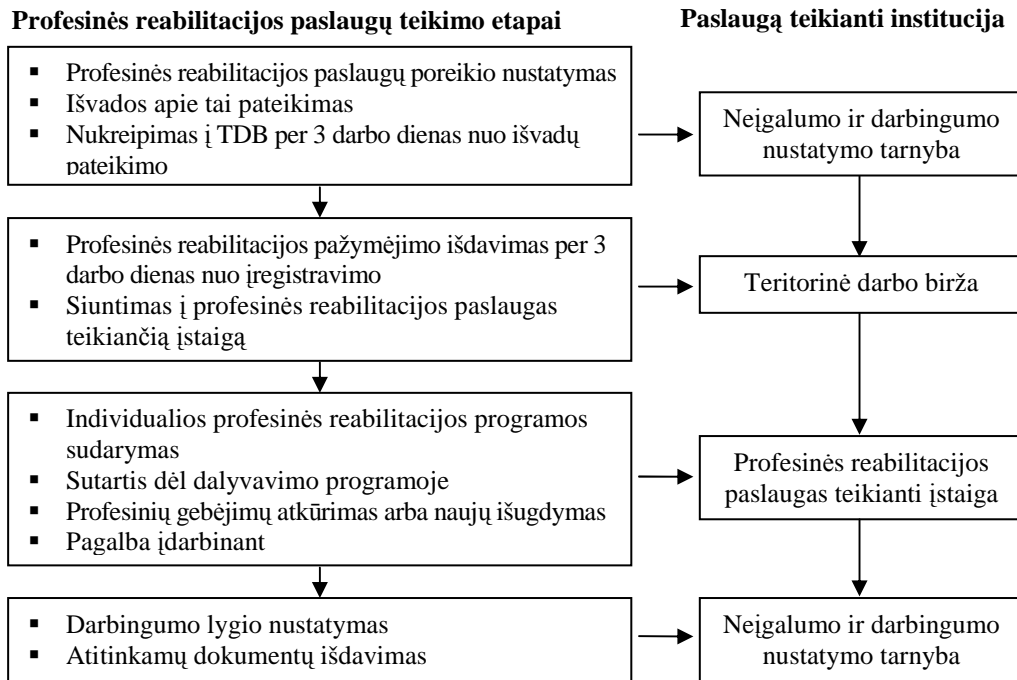 Profesinės reabilitacijos paslaugų teikimo etapai
Paslaugą teikianti institucija
▪ Profesinės reabilitacijos paslaugų poreikio nustatymas
▪ Išvados apie tai pateikimas
▪ Nukreipimas į TDB per 3 darbo dienas nuo išvadų
pateikimo
Neįgalumo ir darbingumo
nustatymo tarnyba
▪ Profesinės reabilitacijos pažymėjimo išdavimas per 3
darbo dienas nuo įregistravimo
▪ Siuntimas į profesinės reabilitacijos paslaugas
teikiančią įstaigą
Teritorinė darbo birža
▪ Individualios profesinės reabilitacijos programos
sudarymas
▪ Sutartis dėl dalyvavimo programoje
▪ Profesinių gebėjimų atkūrimas arba naujų išugdymas
▪ Pagalba įdarbinant
Profesinės reabilitacijos
paslaugas teikianti įstaiga
▪ Darbingumo lygio nustatymas
▪ Atitinkamų dokumentų išdavimas
Neįgalumo ir darbingumo
nustatymo tarnyba